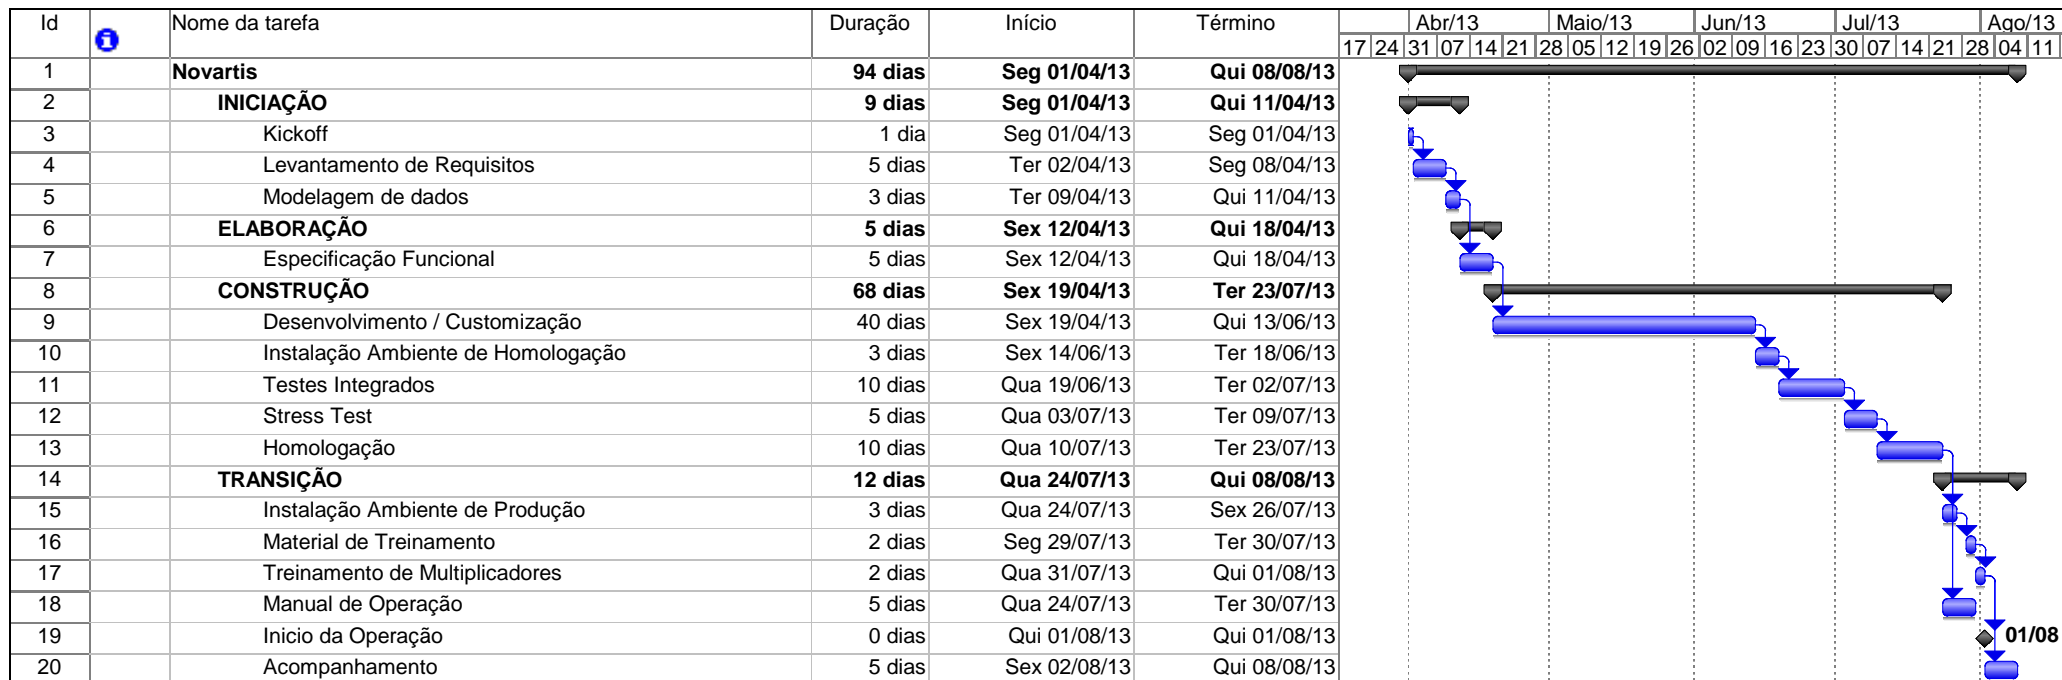 Id Nome da tarefa Duração Início Término Abr/13 Maio/13 Jun/13 Jul/13 Ago/13
17 24 31 07 14 21 28 05 12 19 26 02 09 16 23 30 07 14 21 28 04 11
1 Novartis 94 dias Seg 01/04/13 Qui 08/08/13
2 INICIAÇÃO 9 dias Seg 01/04/13 Qui 11/04/13
3 Kickoff 1 dia Seg 01/04/13 Seg 01/04/13
4 Levantamento de Requisitos 5 dias Ter 02/04/13 Seg 08/04/13
5 Modelagem de dados 3 dias Ter 09/04/13 Qui 11/04/13
6 ELABORAÇÃO 5 dias Sex 12/04/13 Qui 18/04/13
7 Especificação Funcional 5 dias Sex 12/04/13 Qui 18/04/13
8 CONSTRUÇÃO 68 dias Sex 19/04/13 Ter 23/07/13
9 Desenvolvimento / Customização 40 dias Sex 19/04/13 Qui 13/06/13
10 Instalação Ambiente de Homologação 3 dias Sex 14/06/13 Ter 18/06/13
11 Testes Integrados 10 dias Qua 19/06/13 Ter 02/07/13
12 Stress Test 5 dias Qua 03/07/13 Ter 09/07/13
13 Homologação 10 dias Qua 10/07/13 Ter 23/07/13
14 TRANSIÇÃO 12 dias Qua 24/07/13 Qui 08/08/13
15 Instalação Ambiente de Produção 3 dias Qua 24/07/13 Sex 26/07/13
16 Material de Treinamento 2 dias Seg 29/07/13 Ter 30/07/13
17 Treinamento de Multiplicadores 2 dias Qua 31/07/13 Qui 01/08/13
18 Manual de Operação 5 dias Qua 24/07/13 Ter 30/07/13
19 Inicio da Operação 0 dias Qui 01/08/13 Qui 01/08/13 01/08
20 Acompanhamento 5 dias Sex 02/08/13 Qui 08/08/13